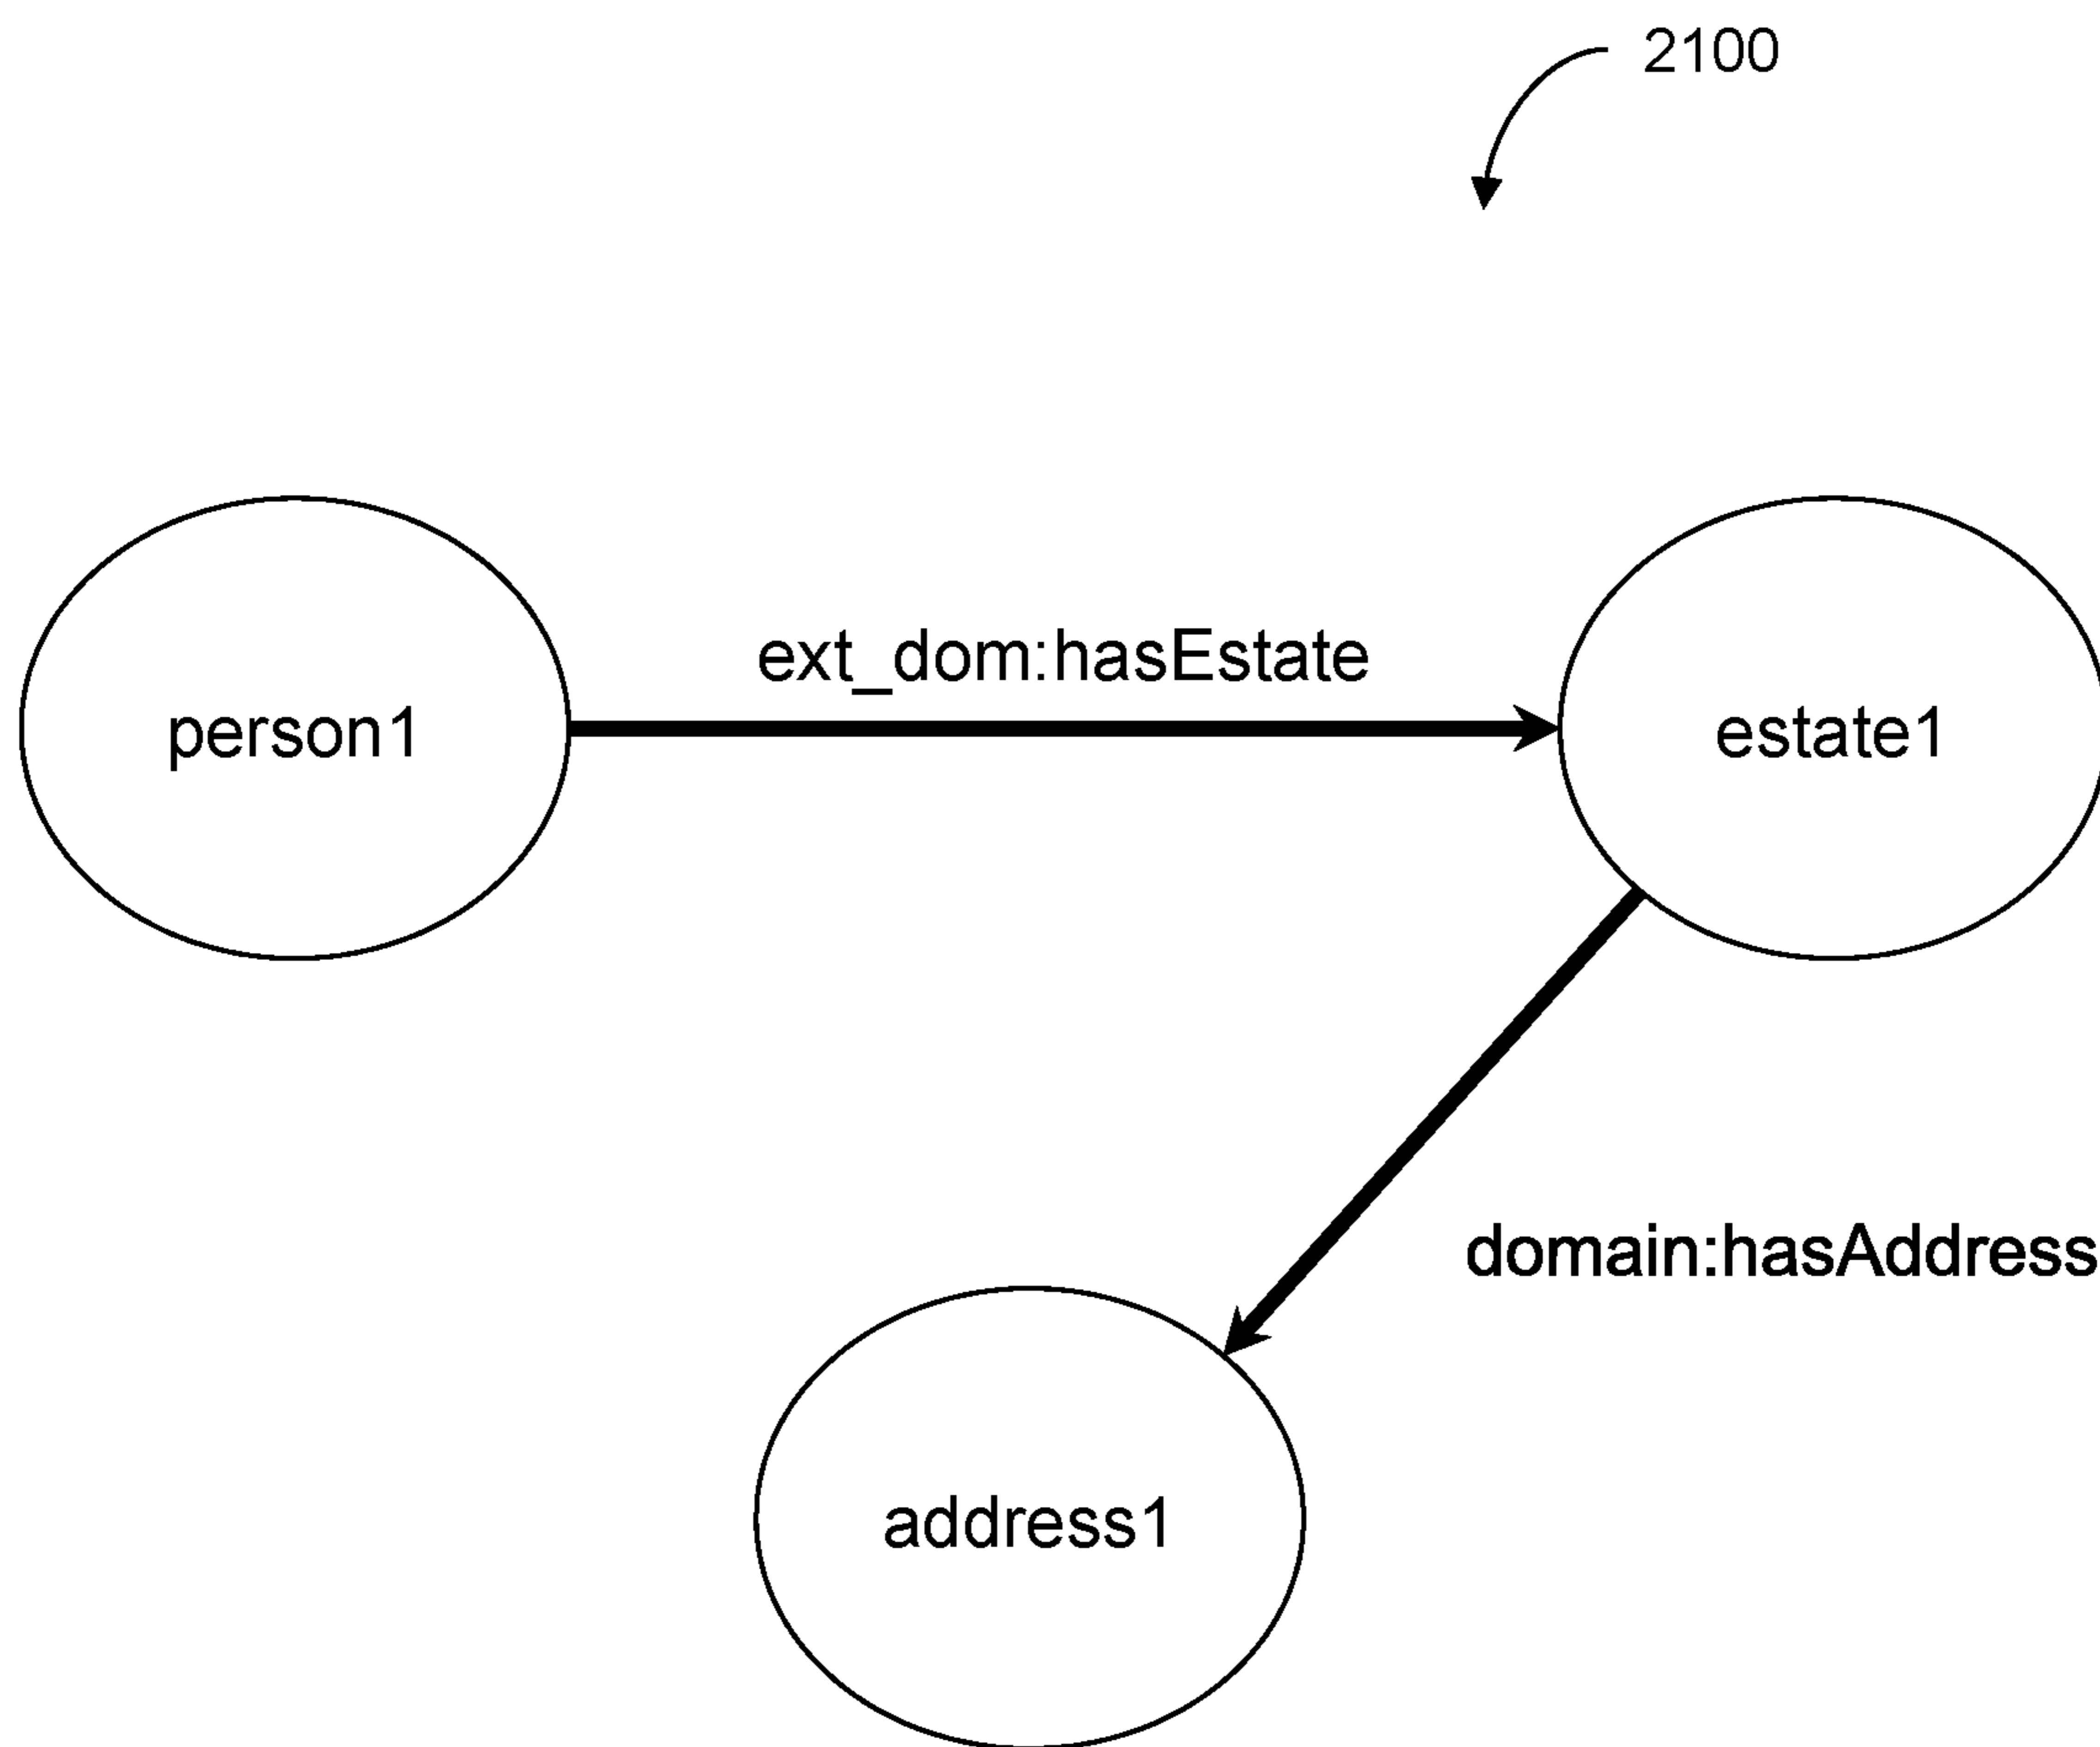 2100
ext_dom:hasEstate
person1
estate1
domain:hasAddress
address1